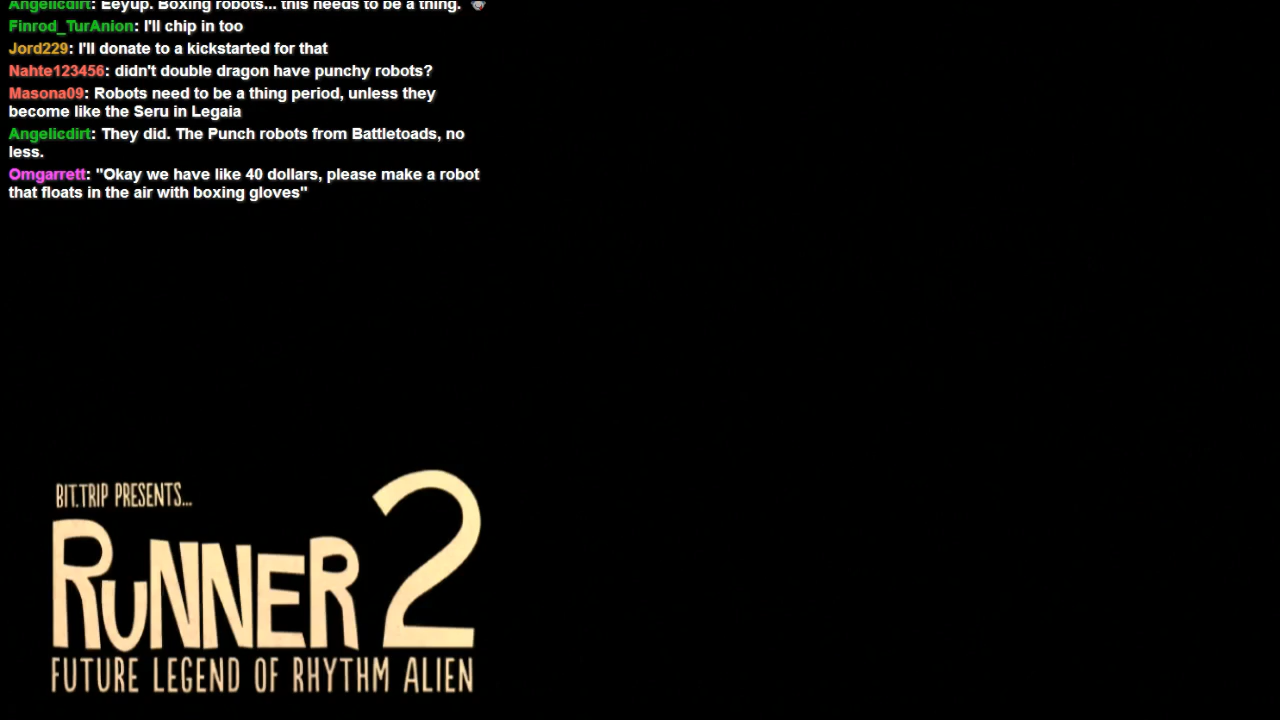 Angelicdirt: Eeyup. Boxing robots... this needs to be a thing.
Finrod_TurAnion: I'll chip in too
Jord229: I'll donate to a kickstarted for that
Nahte123456: didn't double dragon have punchy robots?
Masona09: Robots need to be a thing period, unless they
become like the Seru in Legaia
Angelicdirt: They did. The Punch robots from Battletoads, no
less.
Omgarrett: "Okay we have like 40 dollars, please make a robot
that floats in the air with boxing gloves"
BIT.TRIP PRESENTS...
RUNNER 2
FUTURE LEGEND OF RHYTHM ALIEN